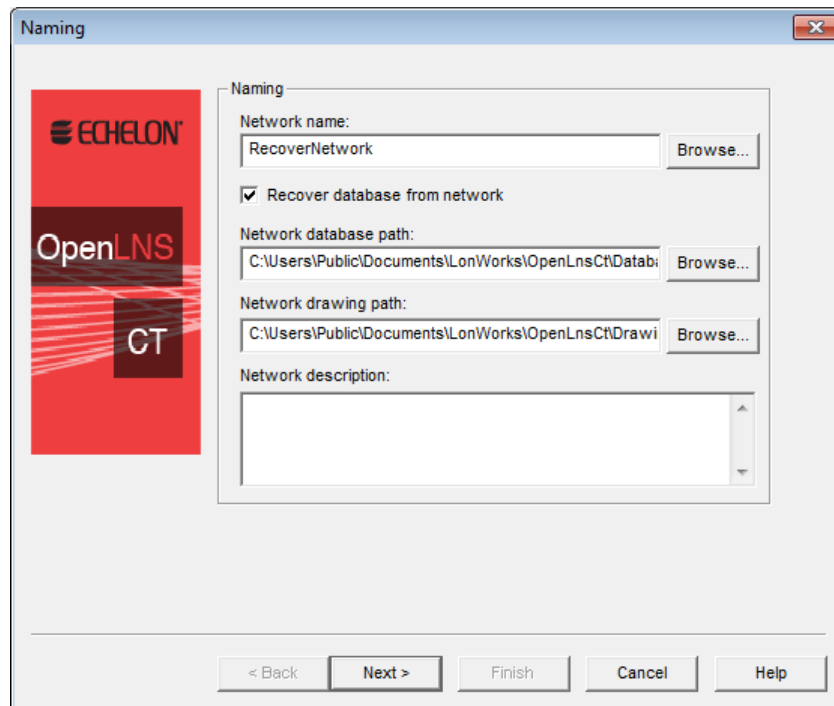 Naming
ECHELON
OpenLNS
CT
Naming
Network name:
RecoverNetwork
Browse...
Recover database from network
Network database path:
C:\Users\Public\Documents\LonWorks\OpenLnsCt\Databa
Browse...
Network drawing path:
C:\Users\Public\Documents\LonWorks\OpenLnsCt\Drawi
Browse...
Network description:
< Back Next > Finish Cancel Help